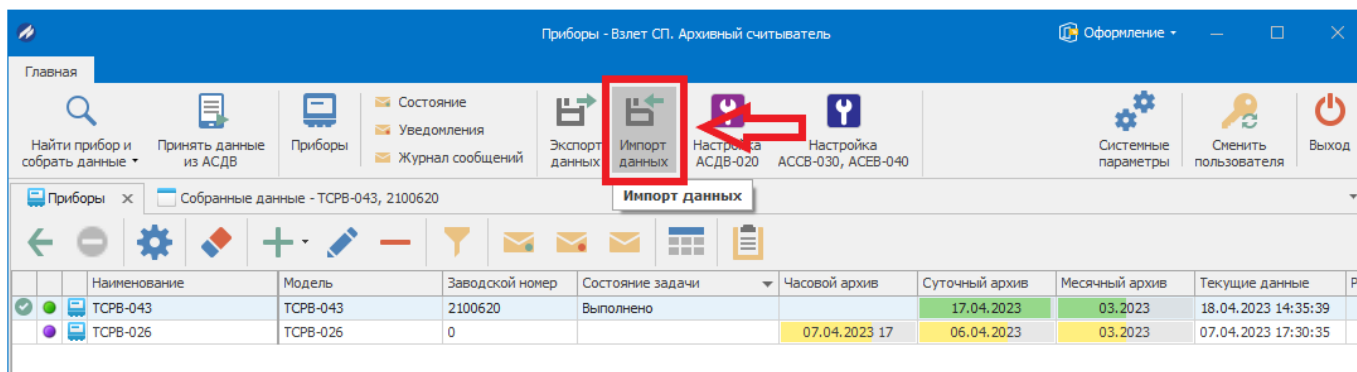 Приборы - Взлет СП. Архивный считыватель
Оформление
Главная
Найти прибор и собрать данные
Принять данные из АСДВ
Приборы
Состояние
Уведомления
Журнал сообщений
Экспорт данных
Импорт данных
Настройка АСДВ-020
Настройка АССВ-030, АСЕВ-040
Системные параметры
Сменить пользователя
Выход
Импорт данных
Приборы
Собранные данные - ТСРВ-043, 2100620
Наименование Модель Заводской номер Состояние задачи Часовой архив Суточный архив Месячный архив Текущие данные Р
ТСРВ-043 ТСРВ-043 2100620 Выполнено 17.04.2023 03.2023 18.04.2023 14:35:39
ТСРВ-026 ТСРВ-026 0 07.04.2023 17 06.04.2023 03.2023 07.04.2023 17:30:35